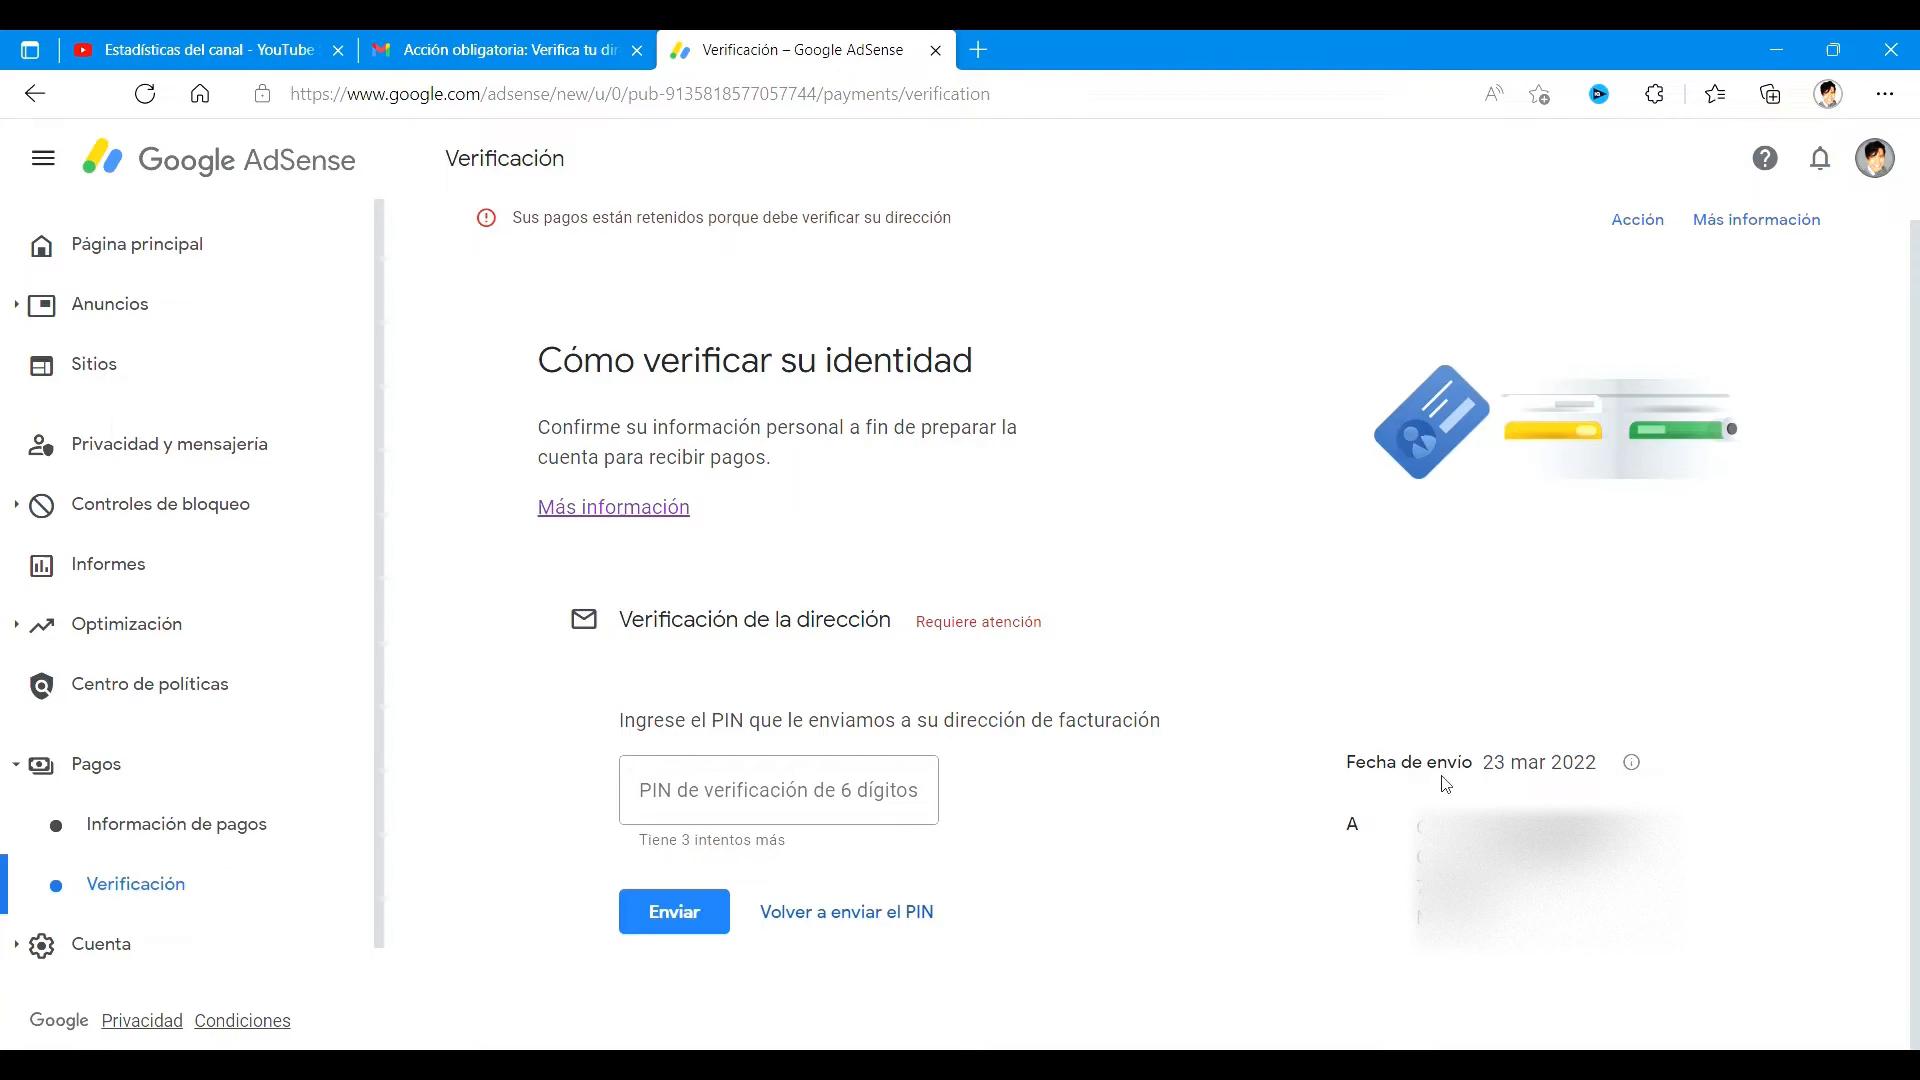 Estadísticas del canal - YouTube
Acción obligatoria: Verifica tu dir
Verificación – Google AdSense
https://www.google.com/adsense/new/u/0/pub-9135818577057744/payments/verification
Google AdSense
Verificación
Sus pagos están retenidos porque debe verificar su dirección
Acción
Más información
Página principal
Anuncios
Sitios
Privacidad y mensajería
Controles de bloqueo
Informes
Optimización
Centro de políticas
Pagos
Información de pagos
Verificación
Cuenta
Google Privacidad Condiciones
Cómo verificar su identidad
Confirme su información personal a fin de preparar la
cuenta para recibir pagos.
Más información
Verificación de la dirección Requiere atención
Ingrese el PIN que le enviamos a su dirección de facturación
PIN de verificación de 6 dígitos
Tiene 3 intentos más
Enviar
Volver a enviar el PIN
Fecha de envío 23 mar 2022
A